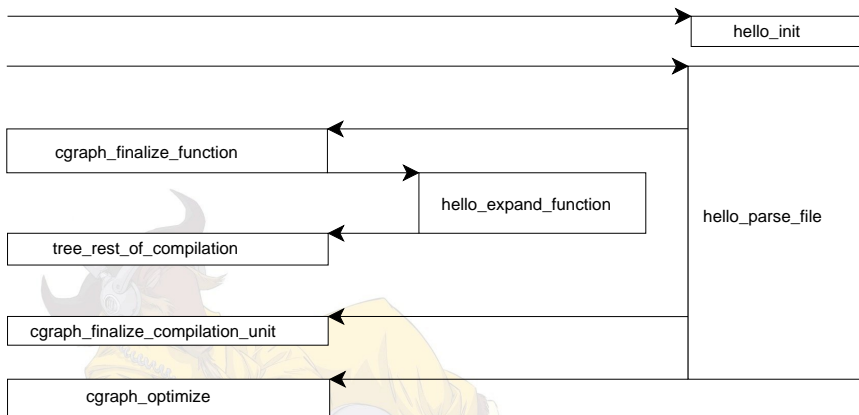 hello_init
cgraph_finalize_function
hello_expand_function
hello_parse_file
tree_rest_of_compilation
cgraph_finalize_compilation_unit
cgraph_optimize